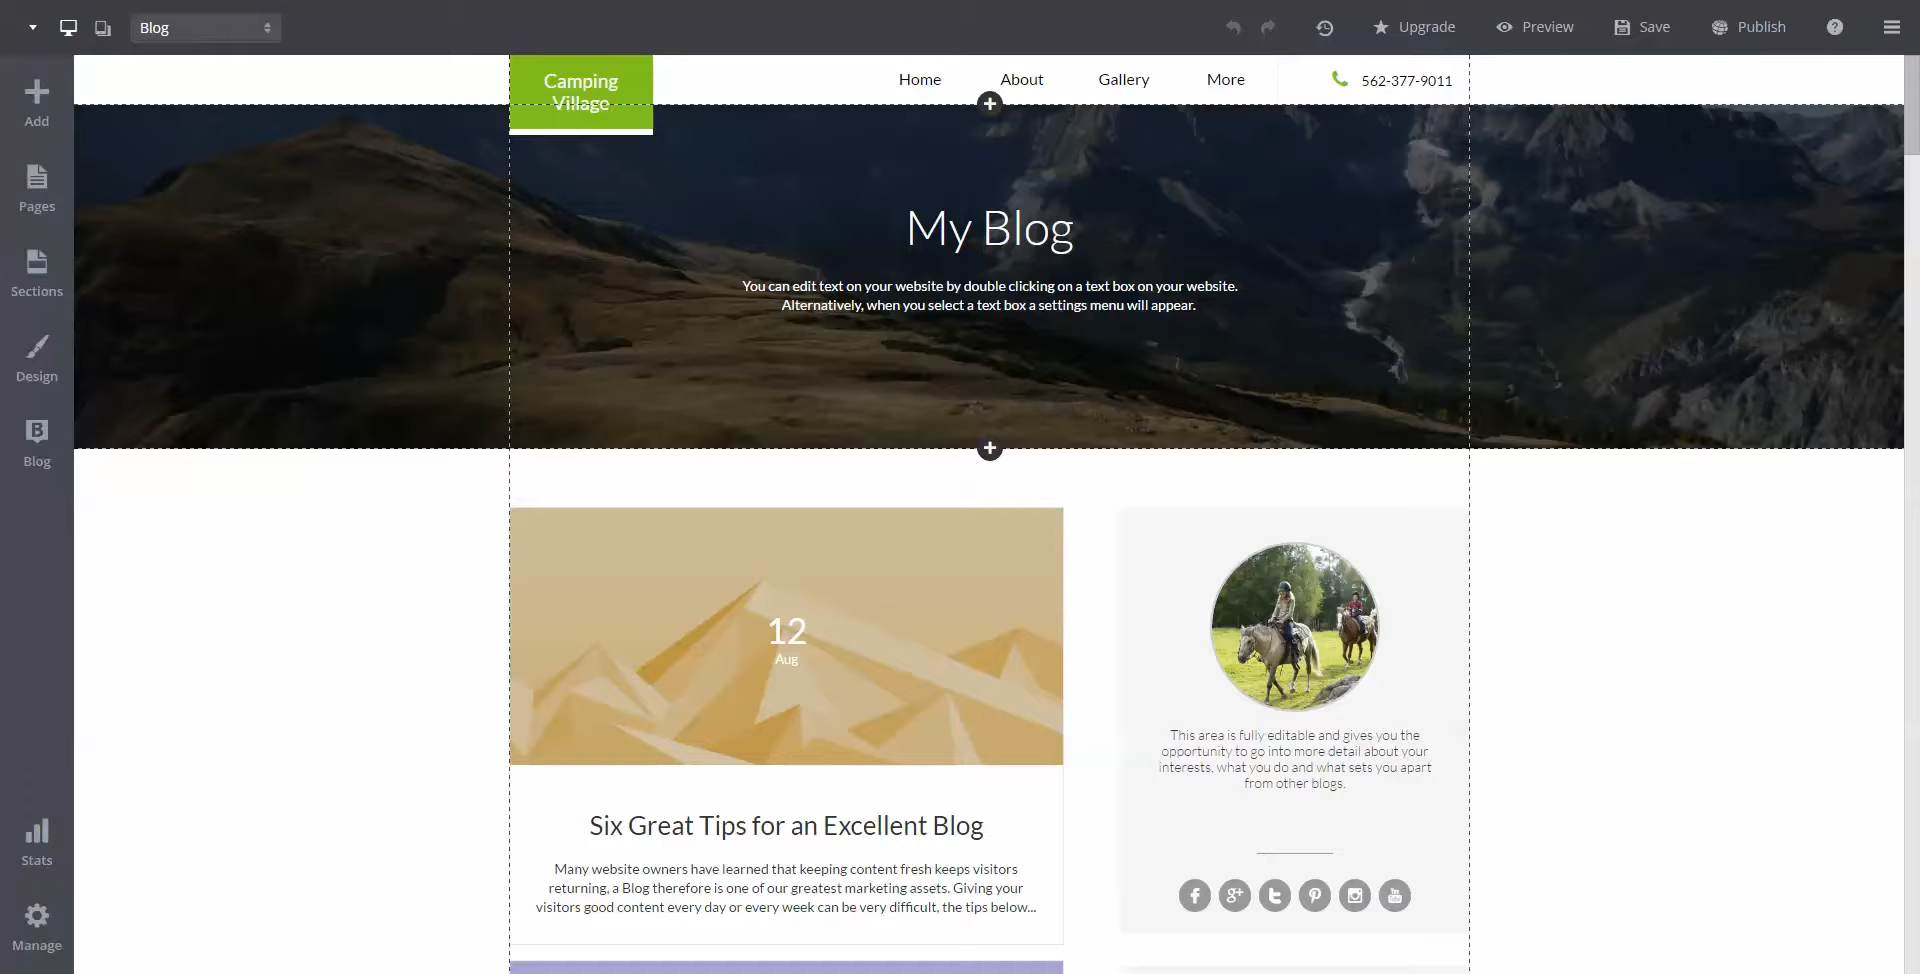 Blog
Upgrade
Preview
Save
Publish
Add
Pages
Sections
Design
Blog
Stats
Manage
Camping
Village
Home
About
Gallery
More
562-377-9011
My Blog
You can edit text on your website by double clicking on a text box on your website.
Alternatively, when you select a text box a settings menu will appear.
12
Aug
Six Great Tips for an Excellent Blog
Many website owners have learned that keeping content fresh keeps visitors
returning, a Blog therefore is one of our greatest marketing assets. Giving your
visitors good content every day or every week can be very difficult, the tips below...
This area is fully editable and gives you the
opportunity to go into more detail about your
interests, what you do and what sets you apart
from other blogs.